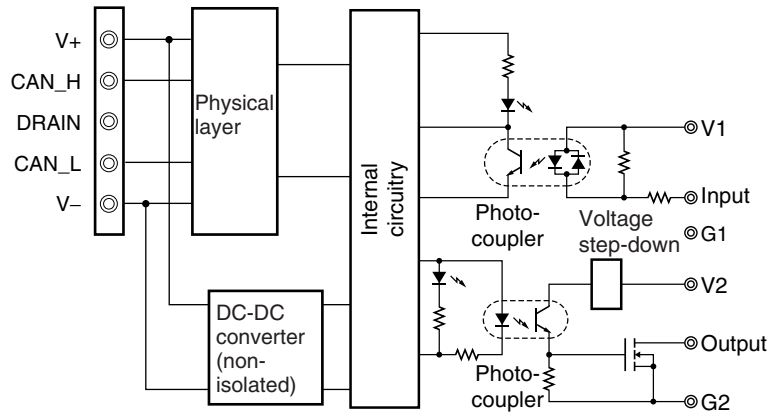 V+
CAN_H
DRAIN
CAN_L
V–
Physical
layer
DC-DC
converter
(non-
isolated)
Internal
circuitry
Photo-
coupler
V1
Input
Voltage
step-down
G1
V2
Photo-
coupler
Output
G2